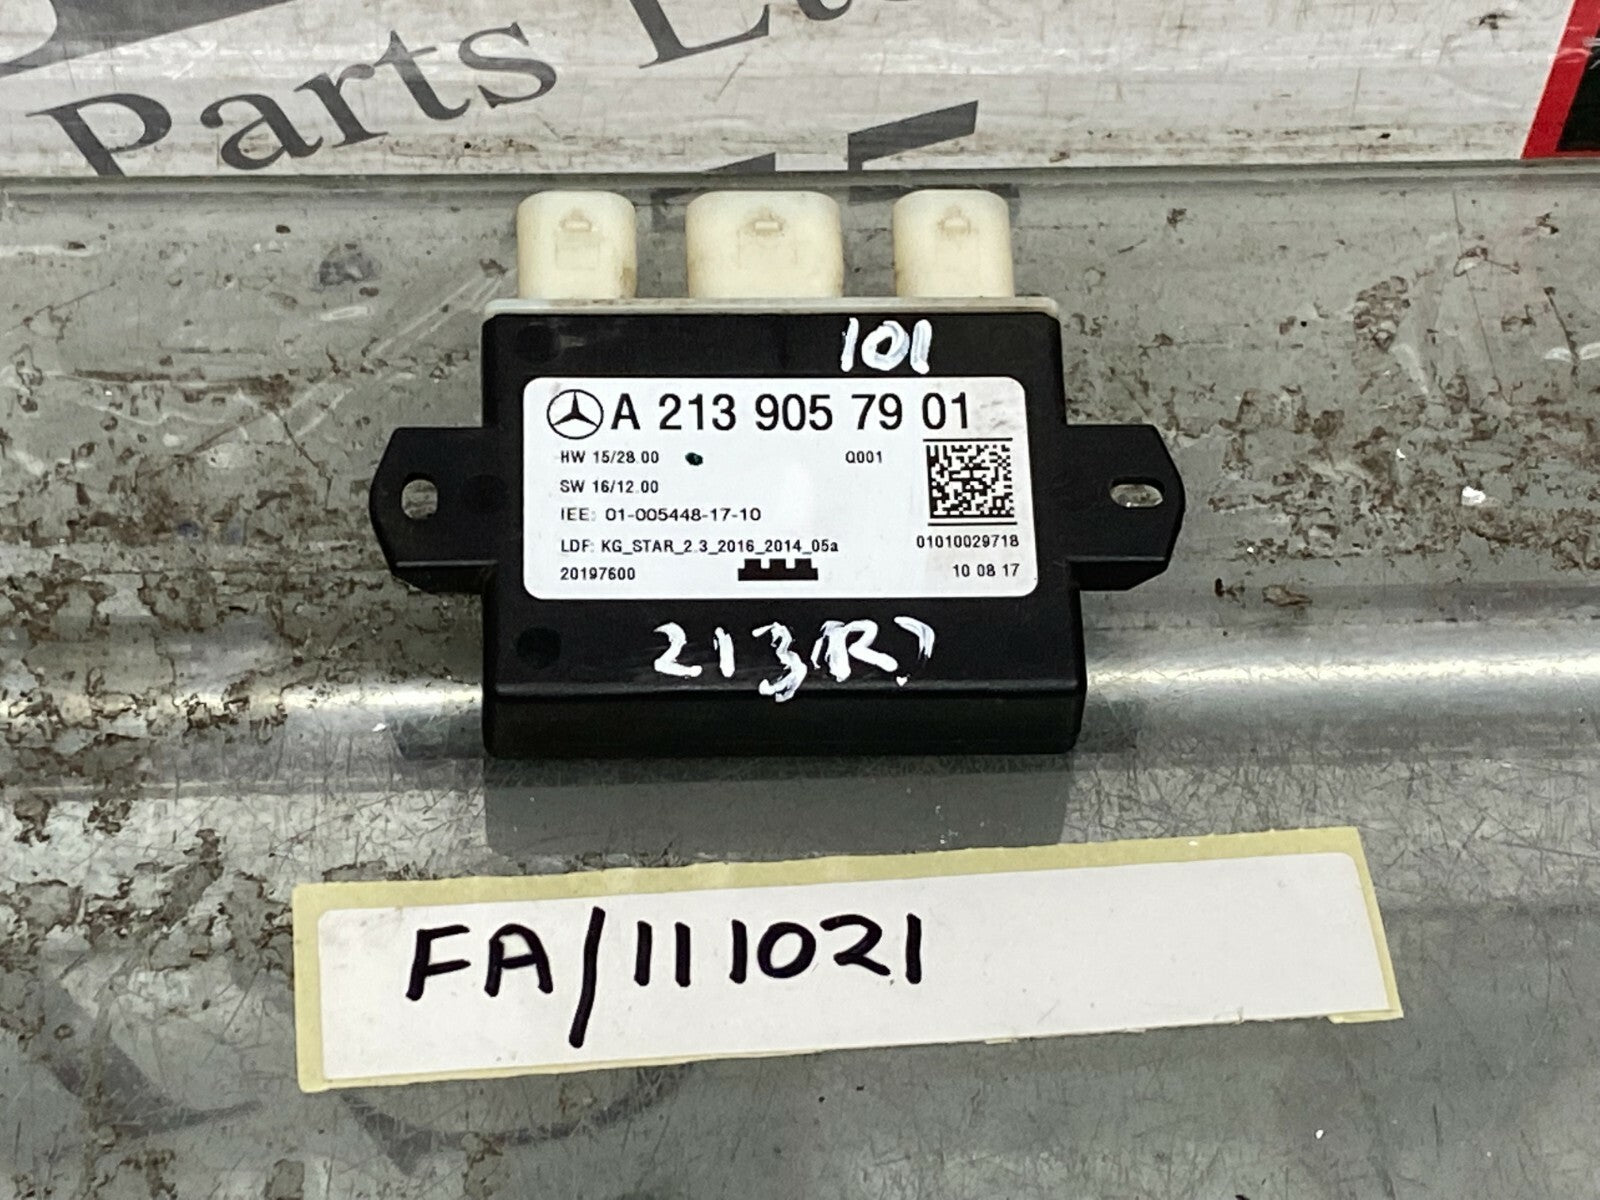 Parts Ltd
101
A 213 905 79 01
HW 15/28.00 Q001
SW 16/12.00
IEE: 01-005448-17-10
LDF: KG_STAR_2.3_2016_2014_05a 01010029718
20197600 10 08 17
FA/111021